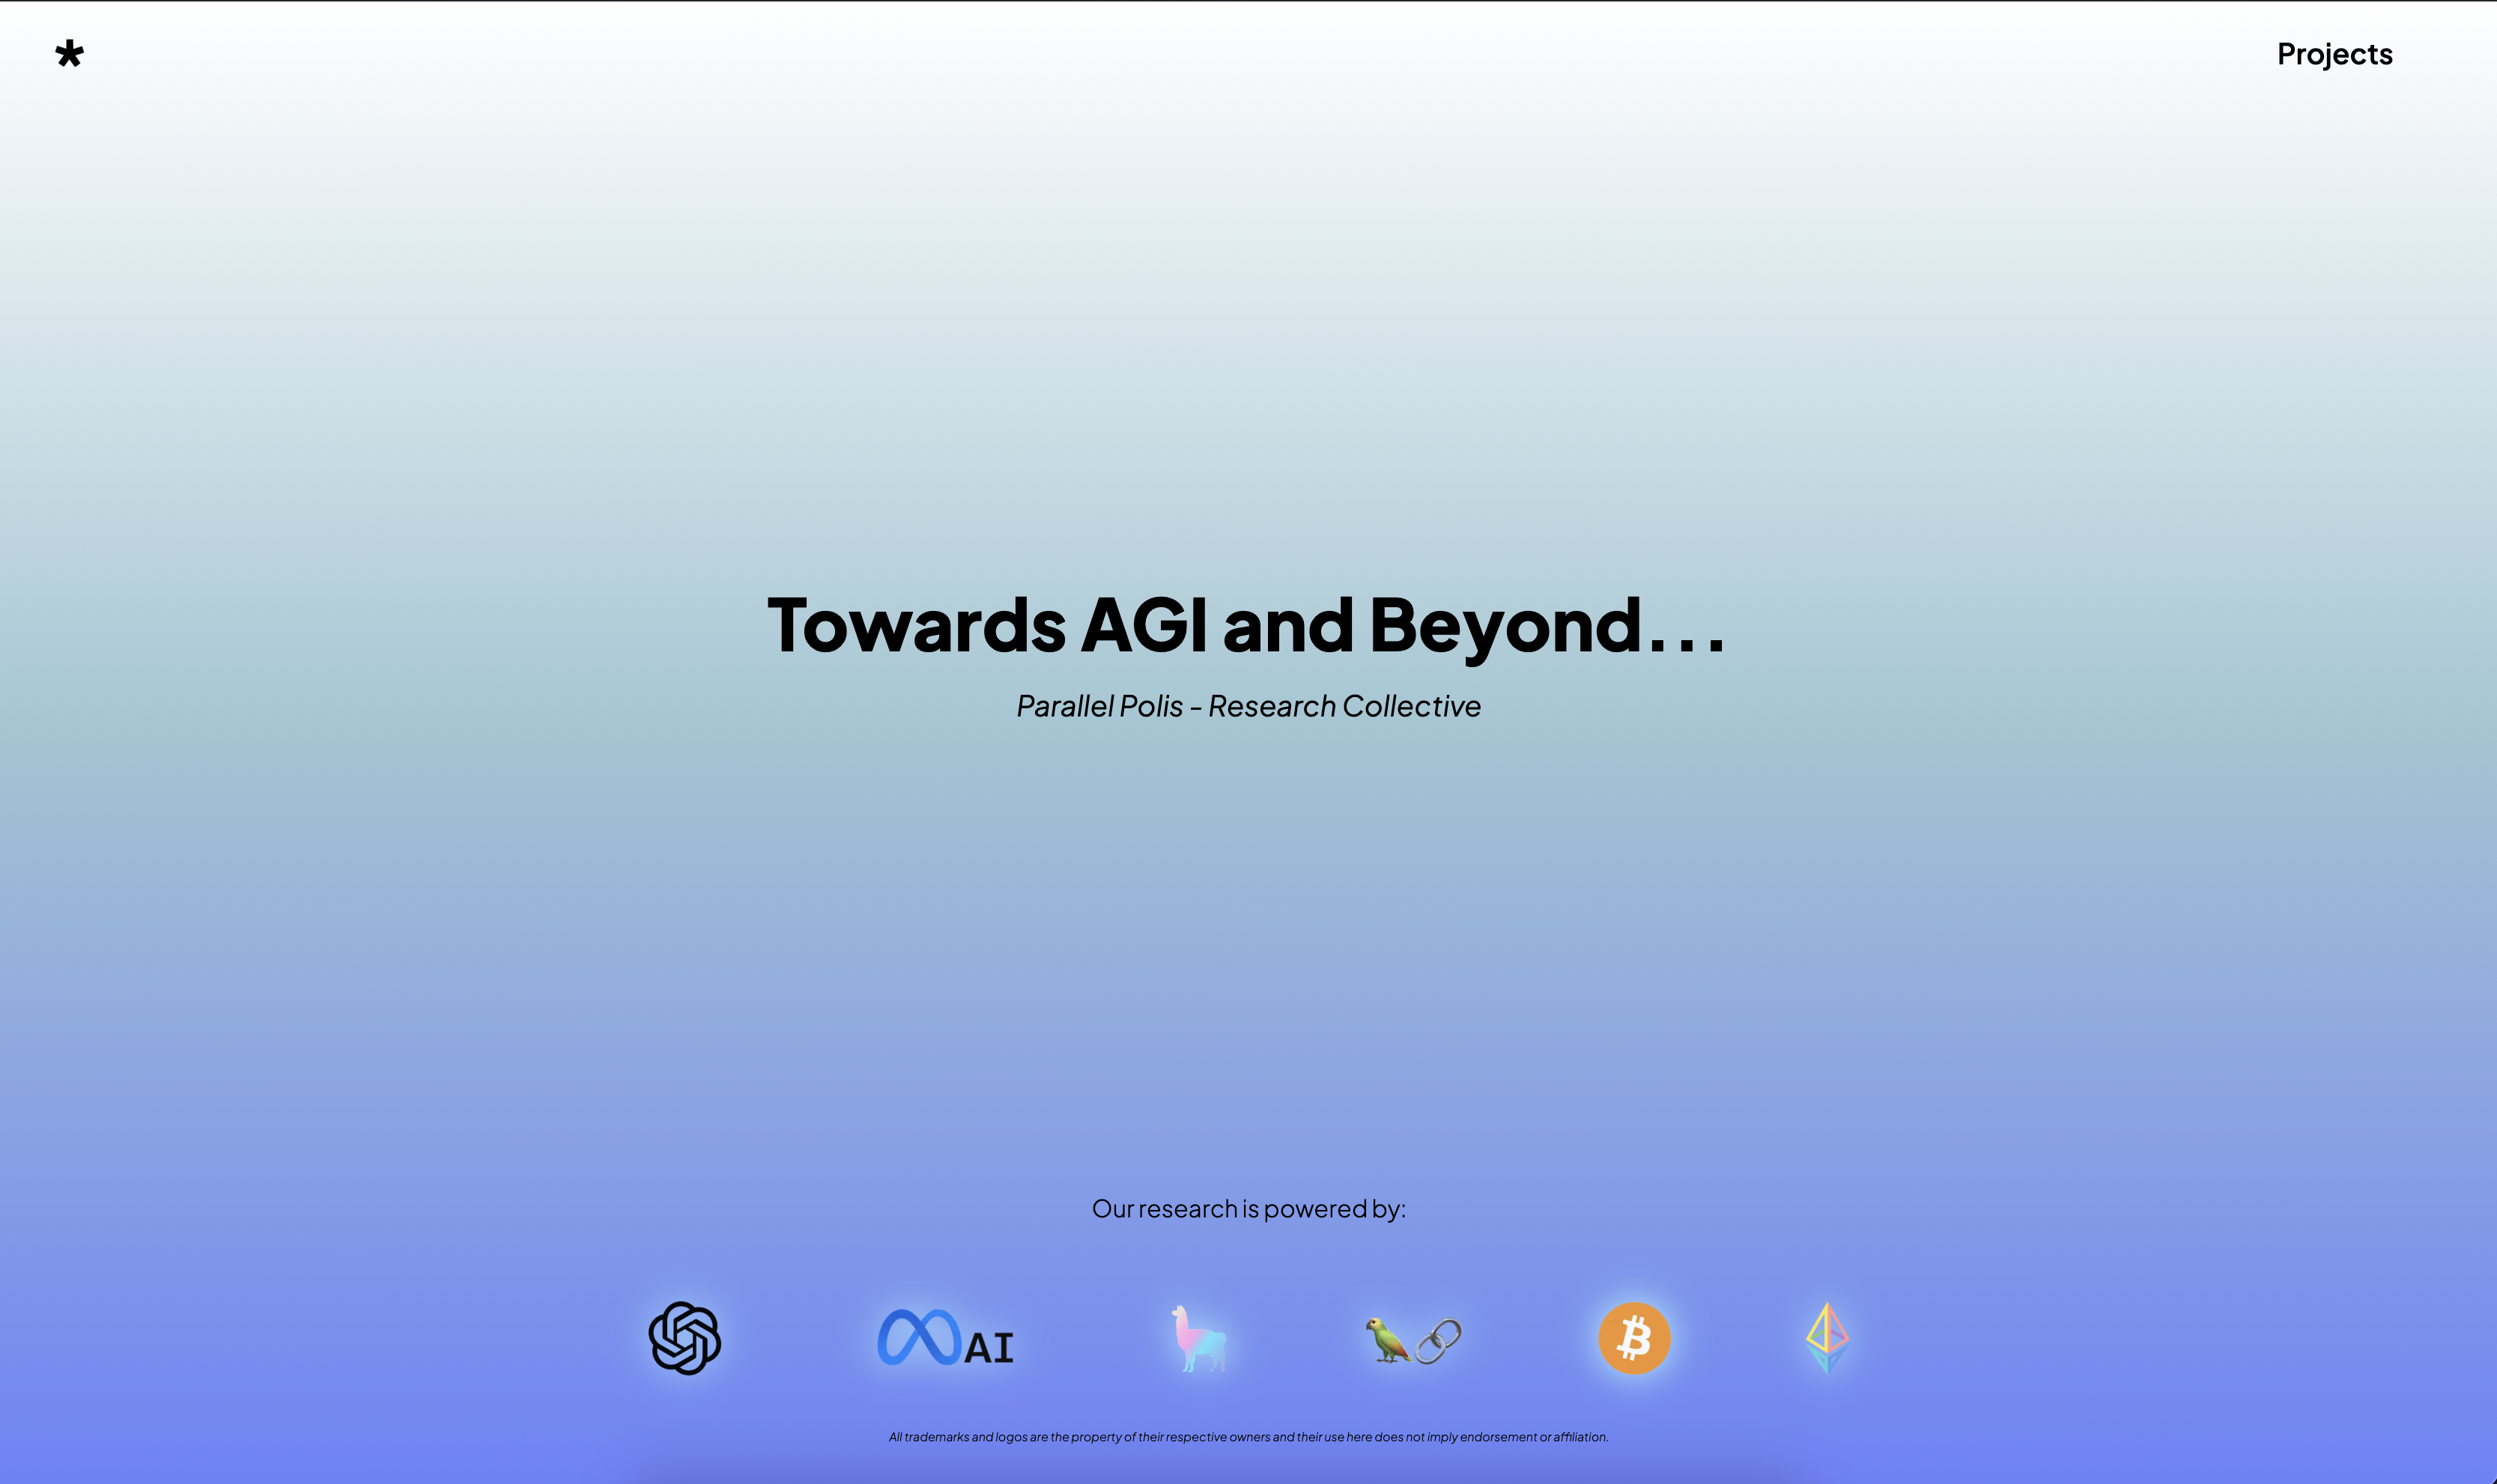 *
Projects
Towards AGI and Beyond...
Parallel Polis - Research Collective
Our research is powered by:
AI
All trademarks and logos are the property of their respective owners and their use here does not imply endorsement or affiliation.